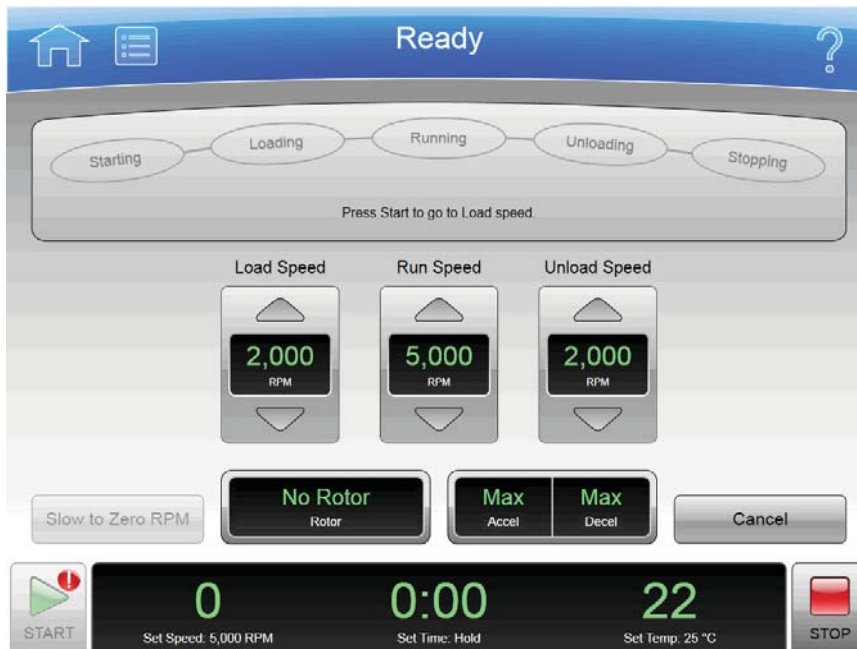 Ready
?
Starting
Loading
Running
Unloading
Stopping
Press Start to go to Load speed.
Load Speed
Run Speed
Unload Speed
2,000
RPM
5,000
RPM
2,000
RPM
Slow to Zero RPM
No Rotor
Rotor
Max
Accel
Max
Decel
Cancel
!
START
0
Set Speed: 5,000 RPM
0:00
Set Time: Hold
22
Set Temp: 25 °C
STOP